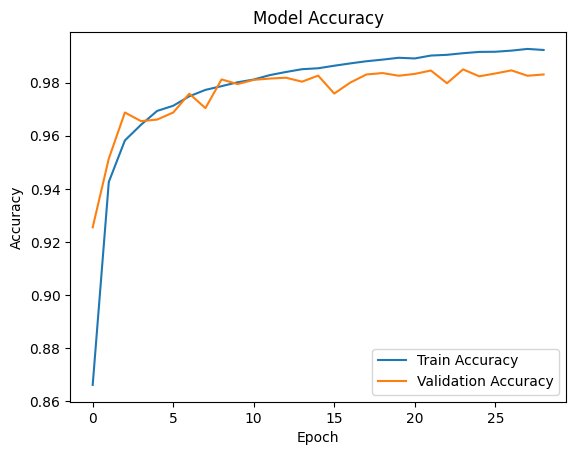 Model Accuracy
Accuracy
0.98
0.96
0.94
0.92
0.90
0.88
0.86
0 5 10 15 20 25
Epoch
Train Accuracy
Validation Accuracy